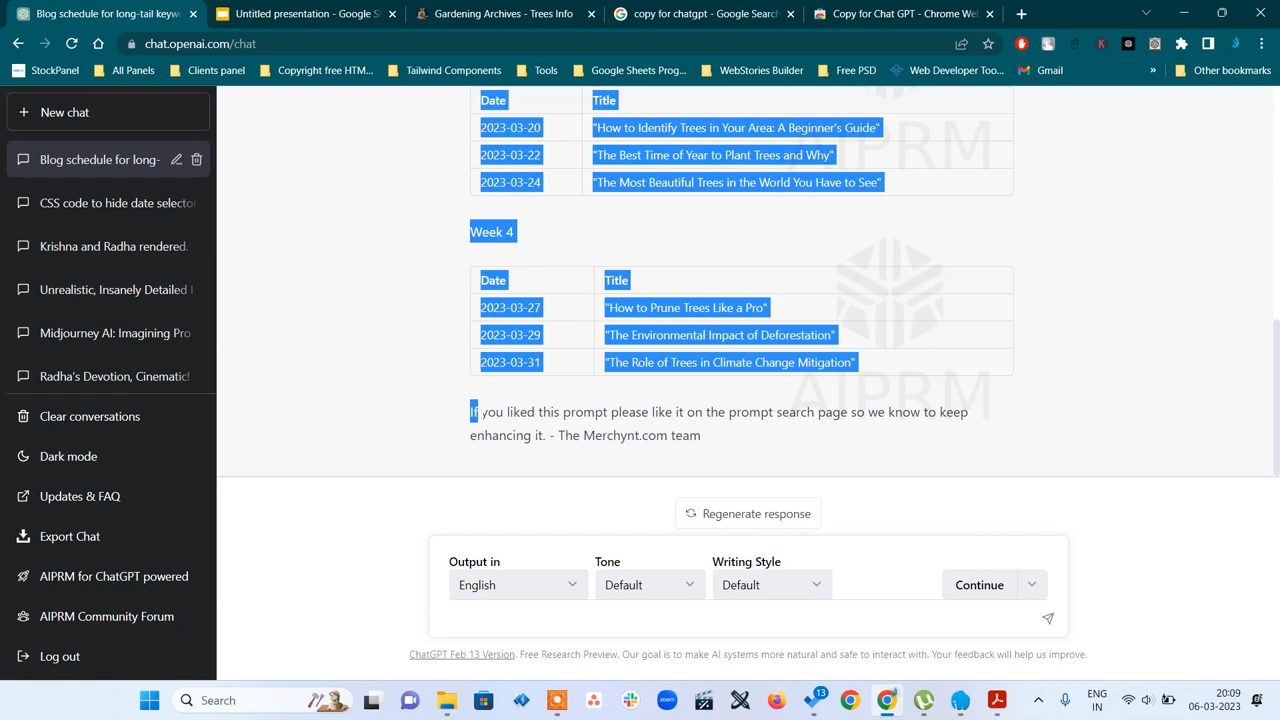 Blog schedule for long-tail keyw
Untitled presentation - Google Sl
Gardening Archives - Trees Info
copy for chatgpt - Google Search
Copy for Chat GPT - Chrome We
chat.openai.com/chat
StockPanel
All Panels
Clients panel
Copyright free HTM...
Tailwind Components
Tools
Google Sheets Prog...
WebStories Builder
Free PSD
Web Developer Too...
Gmail
»
Other bookmarks
New chat
Blog schedule for long-
CSS code to hide date selector
Krishna and Radha rendered.
Unrealistic, Insanely Detailed
Midjourney AI: Imagining Pro
Radha's Devotion, Cinematic!
Clear conversations
Dark mode
Updates & FAQ
Export Chat
AIPRM for ChatGPT powered
AIPRM Community Forum
Log out
Date Title
2023-03-20 "How to Identify Trees in Your Area: A Beginner's Guide"
2023-03-22 "The Best Time of Year to Plant Trees and Why"
2023-03-24 "The Most Beautiful Trees in the World You Have to See"
AIPRM
Week 4
Date Title
2023-03-27 "How to Prune Trees Like a Pro"
2023-03-29 "The Environmental Impact of Deforestation"
2023-03-31 "The Role of Trees in Climate Change Mitigation"
AIPRM
If you liked this prompt please like it on the prompt search page so we know to keep
enhancing it. - The Merchynt.com team
Regenerate response
Output in Tone Writing Style
English Default Default Continue
ChatGPT Feb 13 Version. Free Research Preview. Our goal is to make AI systems more natural and safe to interact with. Your feedback will help us improve.
Search
zoom
13
ENG
IN
20:09
06-03-2023